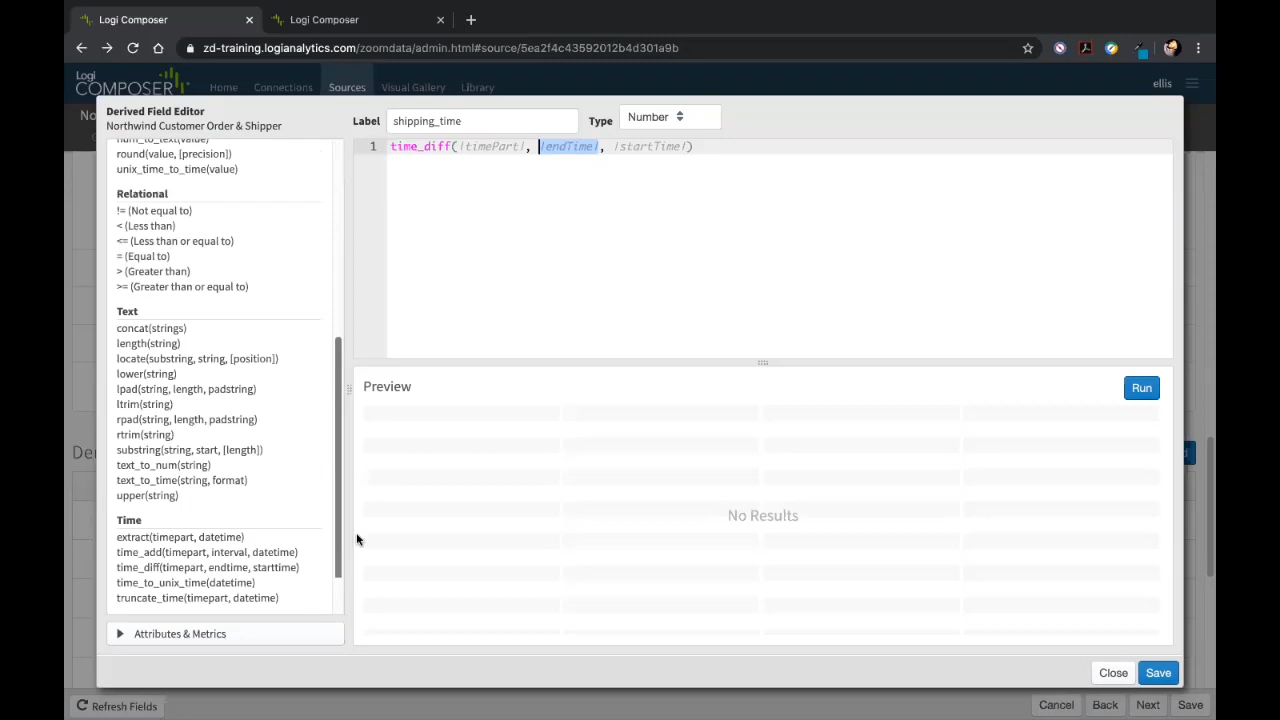 Logi Composer
Logi Composer
zd-training.logianalytics.com/zoomdata/admin.html#source/5ea2f4c43592012b4d301a9b
Logi
COMPOSER
Home
Connections
Sources
Visual Gallery
Library
ellis
No
Derived Field Editor
Northwind Customer Order & Shipper
Label
shipping_time
Type
Number
num_to_text(value)
round(value, [precision])
unix_time_to_time(value)
Relational
!= (Not equal to)
< (Less than)
<= (Less than or equal to)
= (Equal to)
> (Greater than)
>= (Greater than or equal to)
Text
concat(strings)
length(string)
locate(substring, string, [position])
lower(string)
lpad(string, length, padstring)
ltrim(string)
rpad(string, length, padstring)
rtrim(string)
substring(string, start, [length])
text_to_num(string)
text_to_time(string, format)
upper(string)
Time
extract(timepart, datetime)
time_add(timepart, interval, datetime)
time_diff(timepart, endtime, starttime)
time_to_unix_time(datetime)
truncate_time(timepart, datetime)
Attributes & Metrics
1 time_diff(!timePart!, !endTime!, !startTime!)
Preview
Run
No Results
De
d
Close
Save
Refresh Fields
Cancel
Back
Next
Save